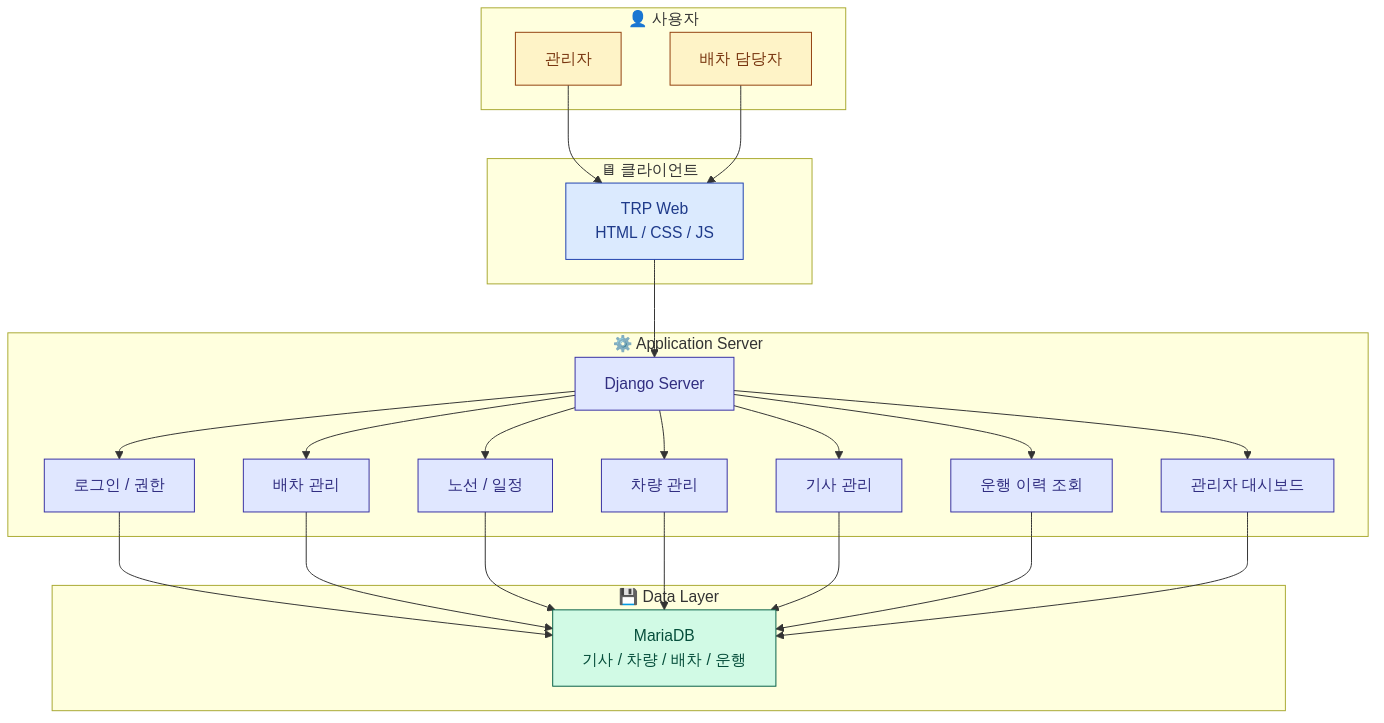 👤 사용자
관리자
배차 담당자
🖥 클라이언트
TRP Web
HTML / CSS / JS
⚙️ Application Server
Django Server
로그인 / 권한
배차 관리
노선 / 일정
차량 관리
기사 관리
운행 이력 조회
관리자 대시보드
💾 Data Layer
MariaDB
기사 / 차량 / 배차 / 운행